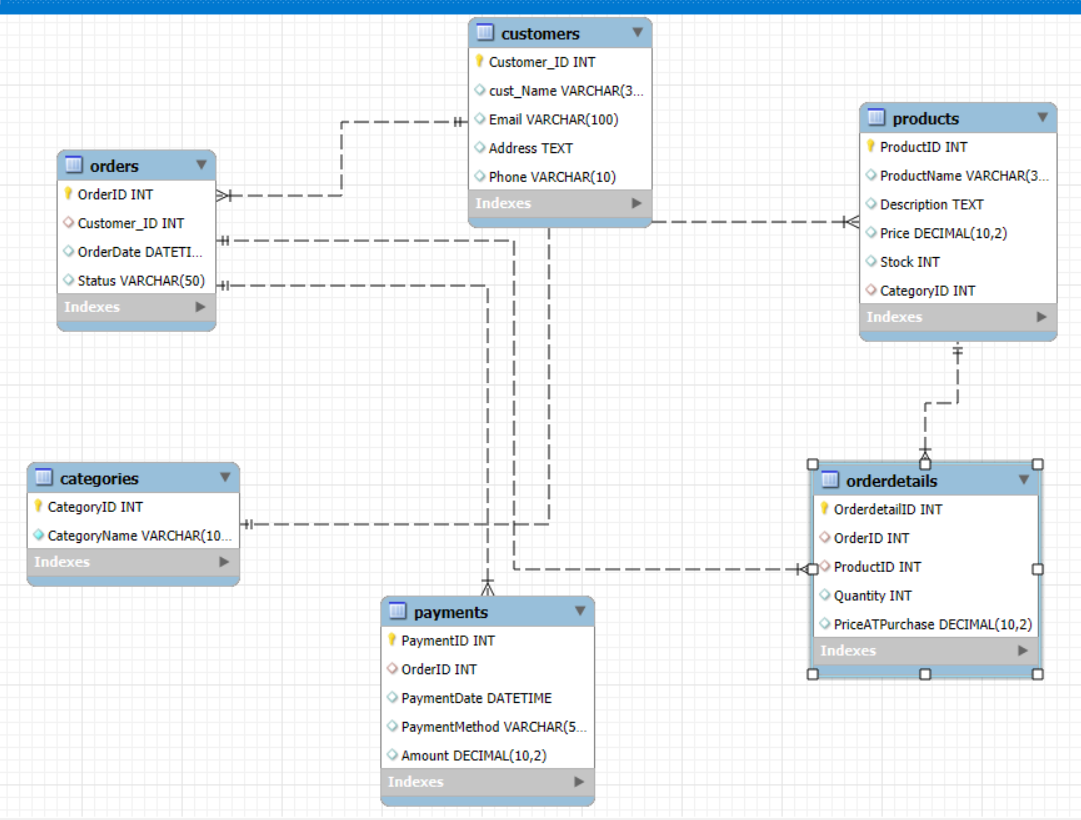 customers
Customer_ID INT
cust_Name VARCHAR(3...
Email VARCHAR(100)
Address TEXT
Phone VARCHAR(10)
Indexes
products
ProductID INT
ProductName VARCHAR(3...
Description TEXT
Price DECIMAL(10,2)
Stock INT
CategoryID INT
Indexes
orders
OrderID INT
Customer_ID INT
OrderDate DATETI...
Status VARCHAR(50)
Indexes
categories
CategoryID INT
CategoryName VARCHAR(10...
Indexes
orderdetails
OrderdetailID INT
OrderID INT
ProductID INT
Quantity INT
PriceATPurchase DECIMAL(10,2)
Indexes
payments
PaymentID INT
OrderID INT
PaymentDate DATETIME
PaymentMethod VARCHAR(5...
Amount DECIMAL(10,2)
Indexes